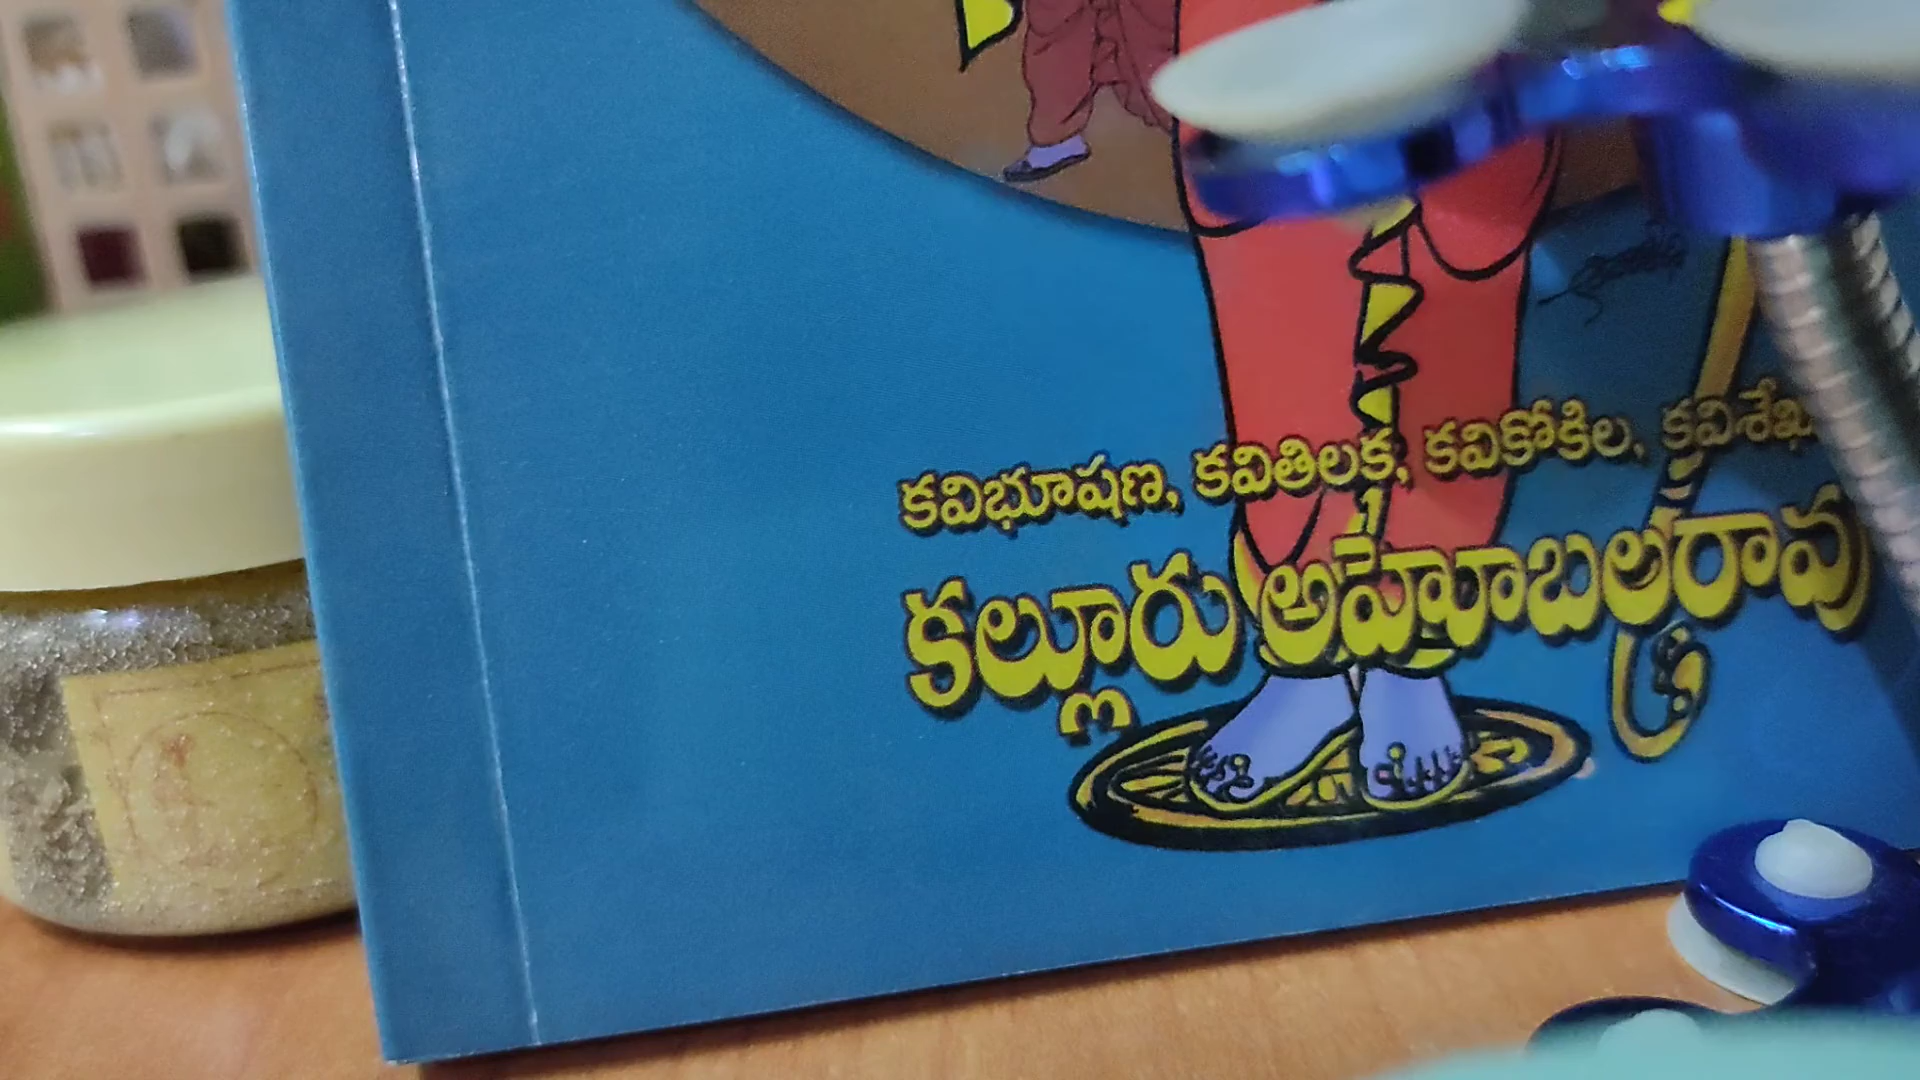 కవిభూషణ, కవితిలక, కవికోకిల,
కల్లూరు అహోబలరావు